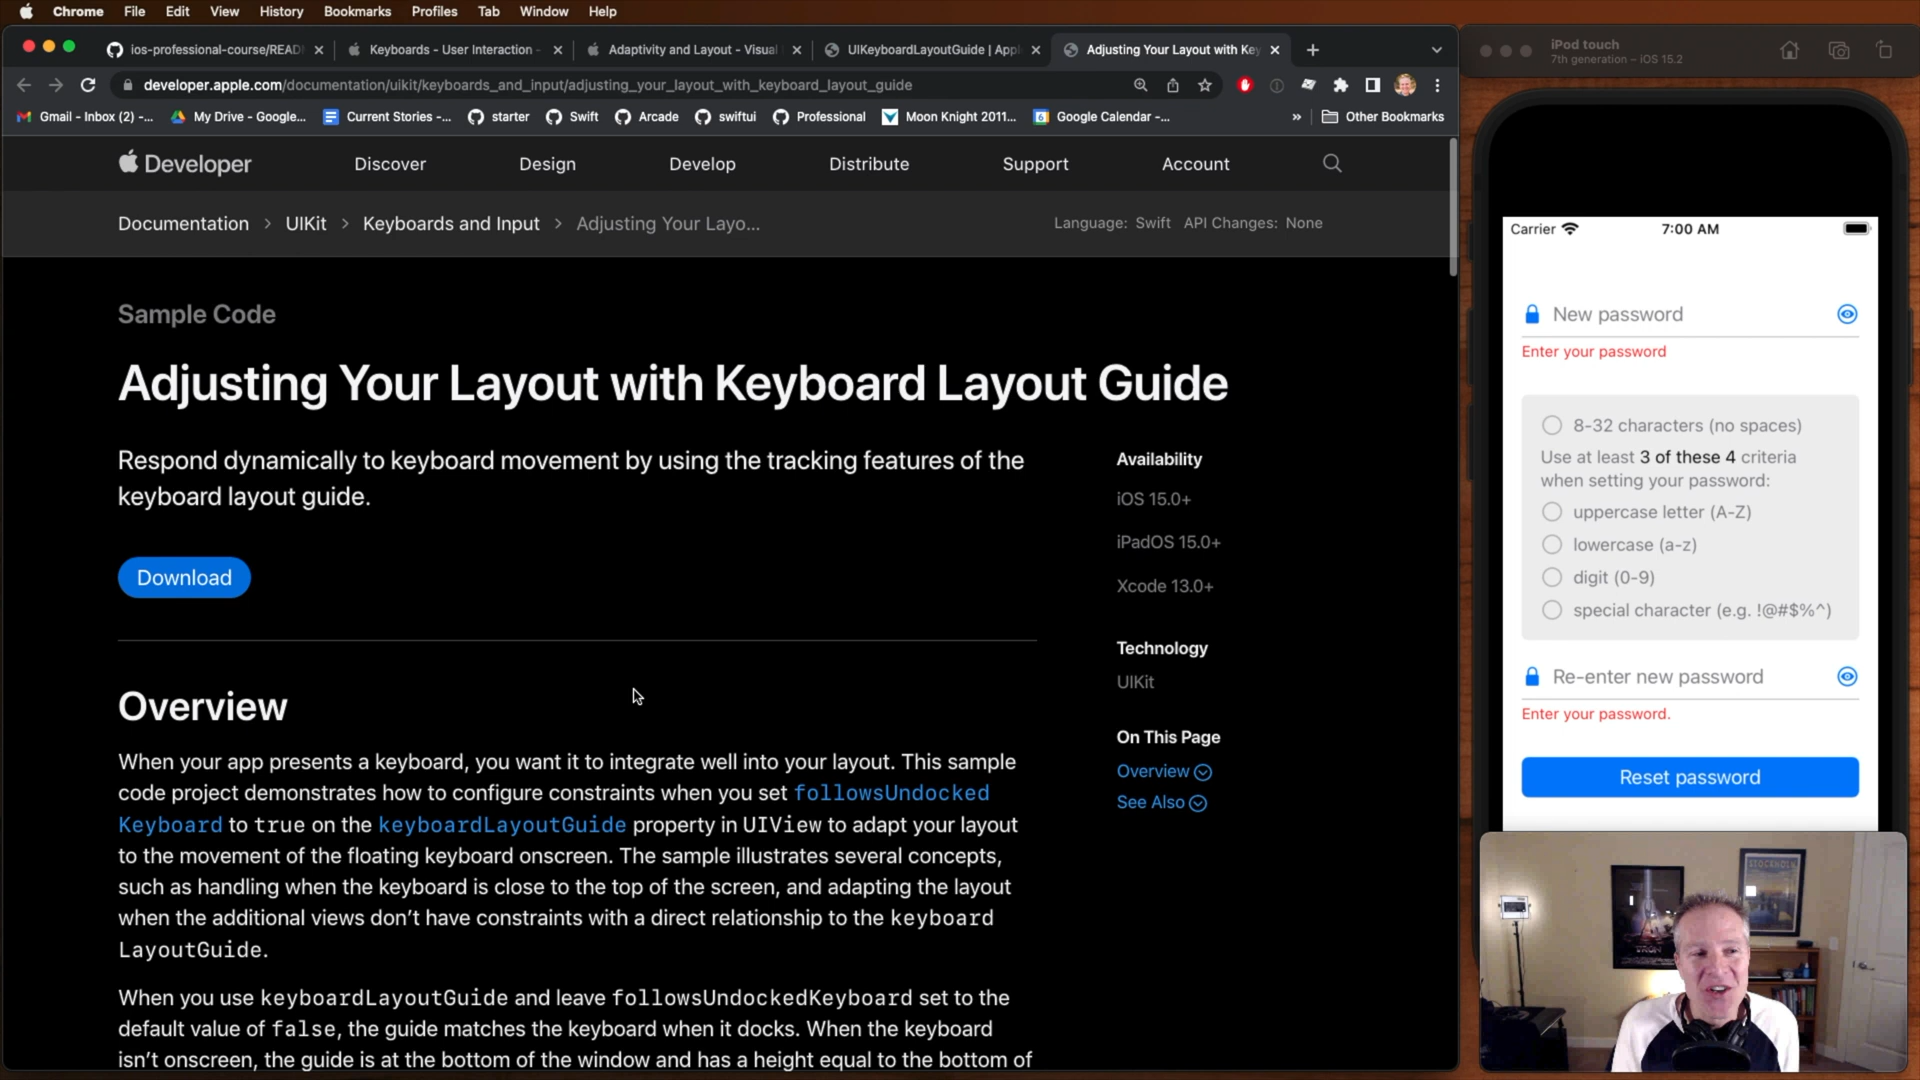 Chrome File Edit View History Bookmarks Profiles Tab Window Help
ios-professional-course/READ
Keyboards - User Interaction -
Adaptivity and Layout - Visual
UIKeyboardLayoutGuide | Appl
Adjusting Your Layout with Key
developer.apple.com/documentation/uikit/keyboards_and_input/adjusting_your_layout_with_keyboard_layout_guide
Gmail - Inbox (2) -... My Drive - Google... Current Stories -... starter Swift Arcade swiftui Professional Moon Knight 2011... Google Calendar -... » Other Bookmarks
Developer Discover Design Develop Distribute Support Account
Documentation > UIKit > Keyboards and Input > Adjusting Your Layo...
Language: Swift API Changes: None
Sample Code
Adjusting Your Layout with Keyboard Layout Guide
Respond dynamically to keyboard movement by using the tracking features of the
keyboard layout guide.
Download
Availability
iOS 15.0+
iPadOS 15.0+
Xcode 13.0+
Technology
UIKit
On This Page
Overview
See Also
Overview
When your app presents a keyboard, you want it to integrate well into your layout. This sample
code project demonstrates how to configure constraints when you set followsUndocked
Keyboard to true on the keyboardLayoutGuide property in UIView to adapt your layout
to the movement of the floating keyboard onscreen. The sample illustrates several concepts,
such as handling when the keyboard is close to the top of the screen, and adapting the layout
when the additional views don't have constraints with a direct relationship to the keyboard
LayoutGuide.
When you use keyboardLayoutGuide and leave followsUndockedKeyboard set to the
default value of false, the guide matches the keyboard when it docks. When the keyboard
isn't onscreen, the guide is at the bottom of the window and has a height equal to the bottom of
iPod touch
7th generation – iOS 15.2
Carrier 7:00 AM
New password
Enter your password
8-32 characters (no spaces)
Use at least 3 of these 4 criteria
when setting your password:
uppercase letter (A-Z)
lowercase (a-z)
digit (0-9)
special character (e.g. !@#$%^)
Re-enter new password
Enter your password.
Reset password
STOCKHOLM